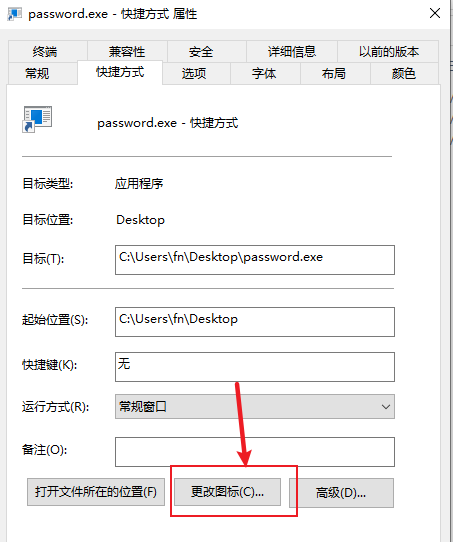 password.exe - 快捷方式 属性
终端 兼容性 安全 详细信息 以前的版本
常规 快捷方式 选项 字体 布局 颜色
password.exe - 快捷方式
目标类型: 应用程序
目标位置: Desktop
目标(T): C:\Users\fn\Desktop\password.exe
起始位置(S): C:\Users\fn\Desktop
快捷键(K): 无
运行方式(R): 常规窗口
备注(O):
打开文件所在的位置(F) 更改图标(C)... 高级(D)...